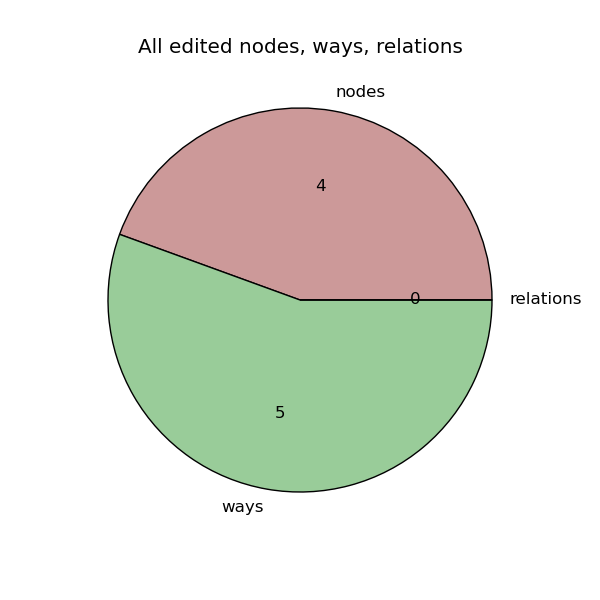 All edited nodes, ways, relations
nodes
4
0
relations
5
ways